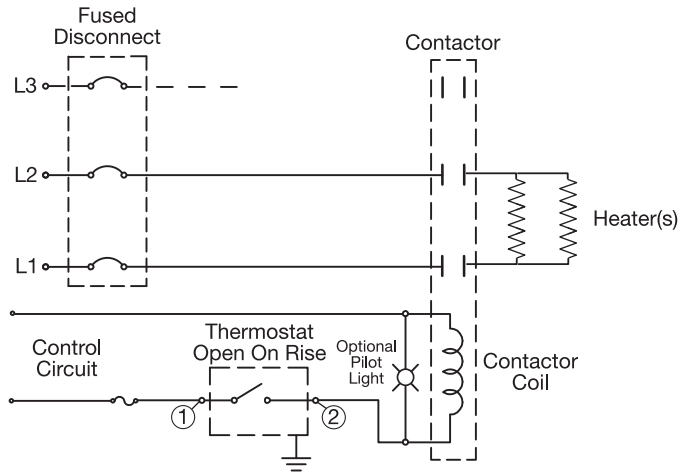 Fused
Disconnect
Contactor
L3
L2
Heater(s)
L1
Control
Circuit
Thermostat
Open On Rise
Optional
Pilot
Light
Contactor
Coil
1
2